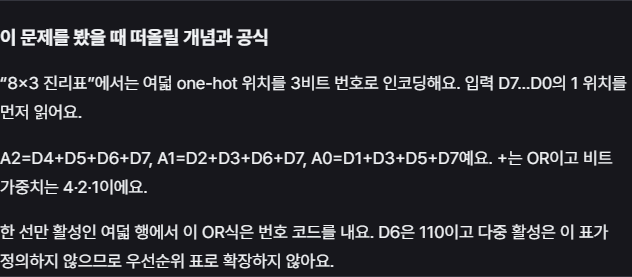 이 문제를 봤을 때 떠올릴 개념과 공식
“8×3 진리표”에서는 여덟 one-hot 위치를 3비트 번호로 인코딩해요. 입력 D7…D0의 1 위치를
먼저 읽어요.
A2=D4+D5+D6+D7, A1=D2+D3+D6+D7, A0=D1+D3+D5+D7예요. +는 OR이고 비트
가중치는 4·2·1이에요.
한 선만 활성인 여덟 행에서 이 OR식은 번호 코드를 내요. D6은 110이고 다중 활성은 이 표가
정의하지 않으므로 우선순위 표로 확장하지 않아요.